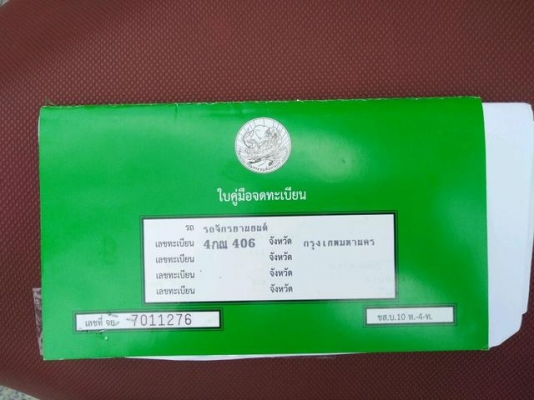 ใบคู่มือจดทะเบียน
รถ รถจักรยานยนต์
เลขทะเบียน 4กณ 406 จังหวัด กรุงเทพมหานคร
เลขทะเบียน จังหวัด
เลขทะเบียน จังหวัด
เลขทะเบียน จังหวัด
เลขที่ จย. 7011276
ขส.บ.10 ท.-4-ท.